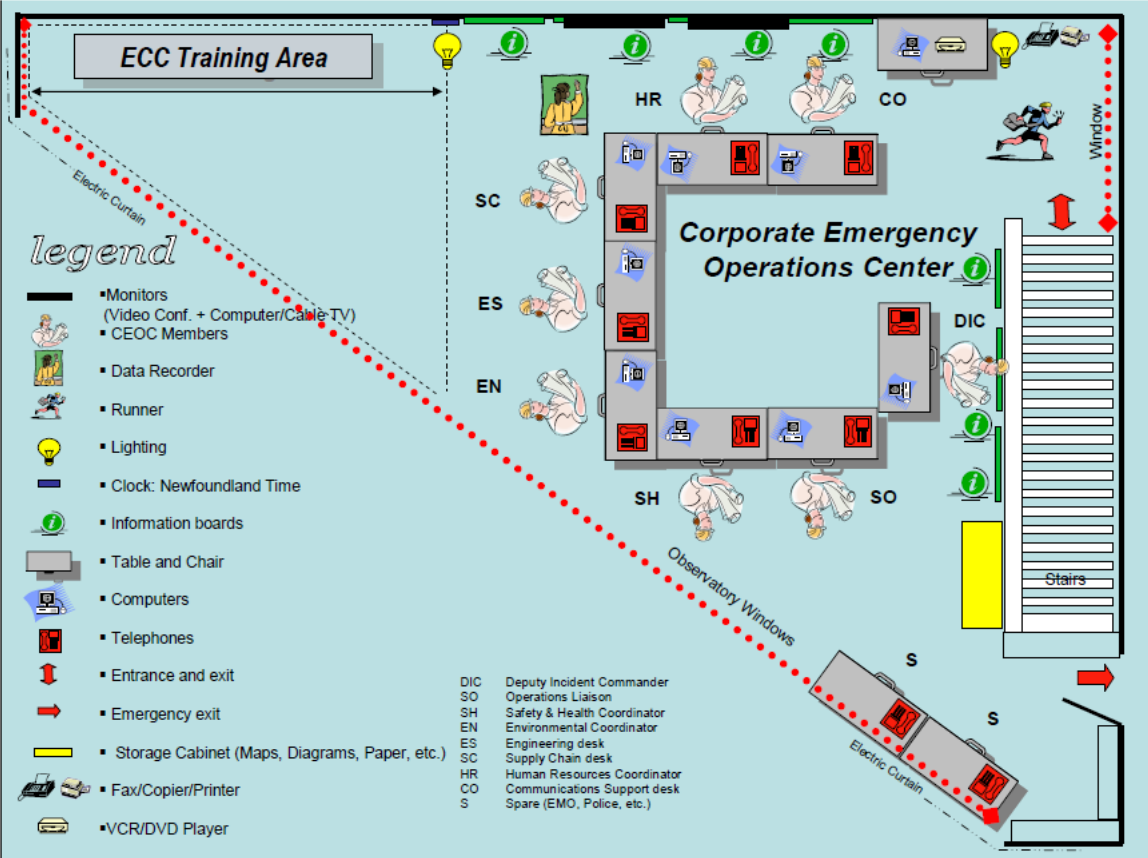 ECC Training Area
HR
CO
Window
Electric Curtain
SC
legend
Corporate Emergency
Operations Center
▪Monitors
(Video Conf. + Computer/Cable TV)
▪ CEOC Members
▪ Data Recorder
▪ Runner
▪ Lighting
▪ Clock: Newfoundland Time
▪ Information boards
▪ Table and Chair
▪ Computers
▪ Telephones
▪ Entrance and exit
▪ Emergency exit
▪ Storage Cabinet (Maps, Diagrams, Paper, etc.)
▪ Fax/Copier/Printer
▪VCR/DVD Player
ES
DIC
EN
SH
SO
Observatory Windows
Stairs
S
S
Electric Curtain
DIC Deputy Incident Commander
SO Operations Liaison
SH Safety & Health Coordinator
EN Environmental Coordinator
ES Engineering desk
SC Supply Chain desk
HR Human Resources Coordinator
CO Communications Support desk
S Spare (EMO, Police, etc.)